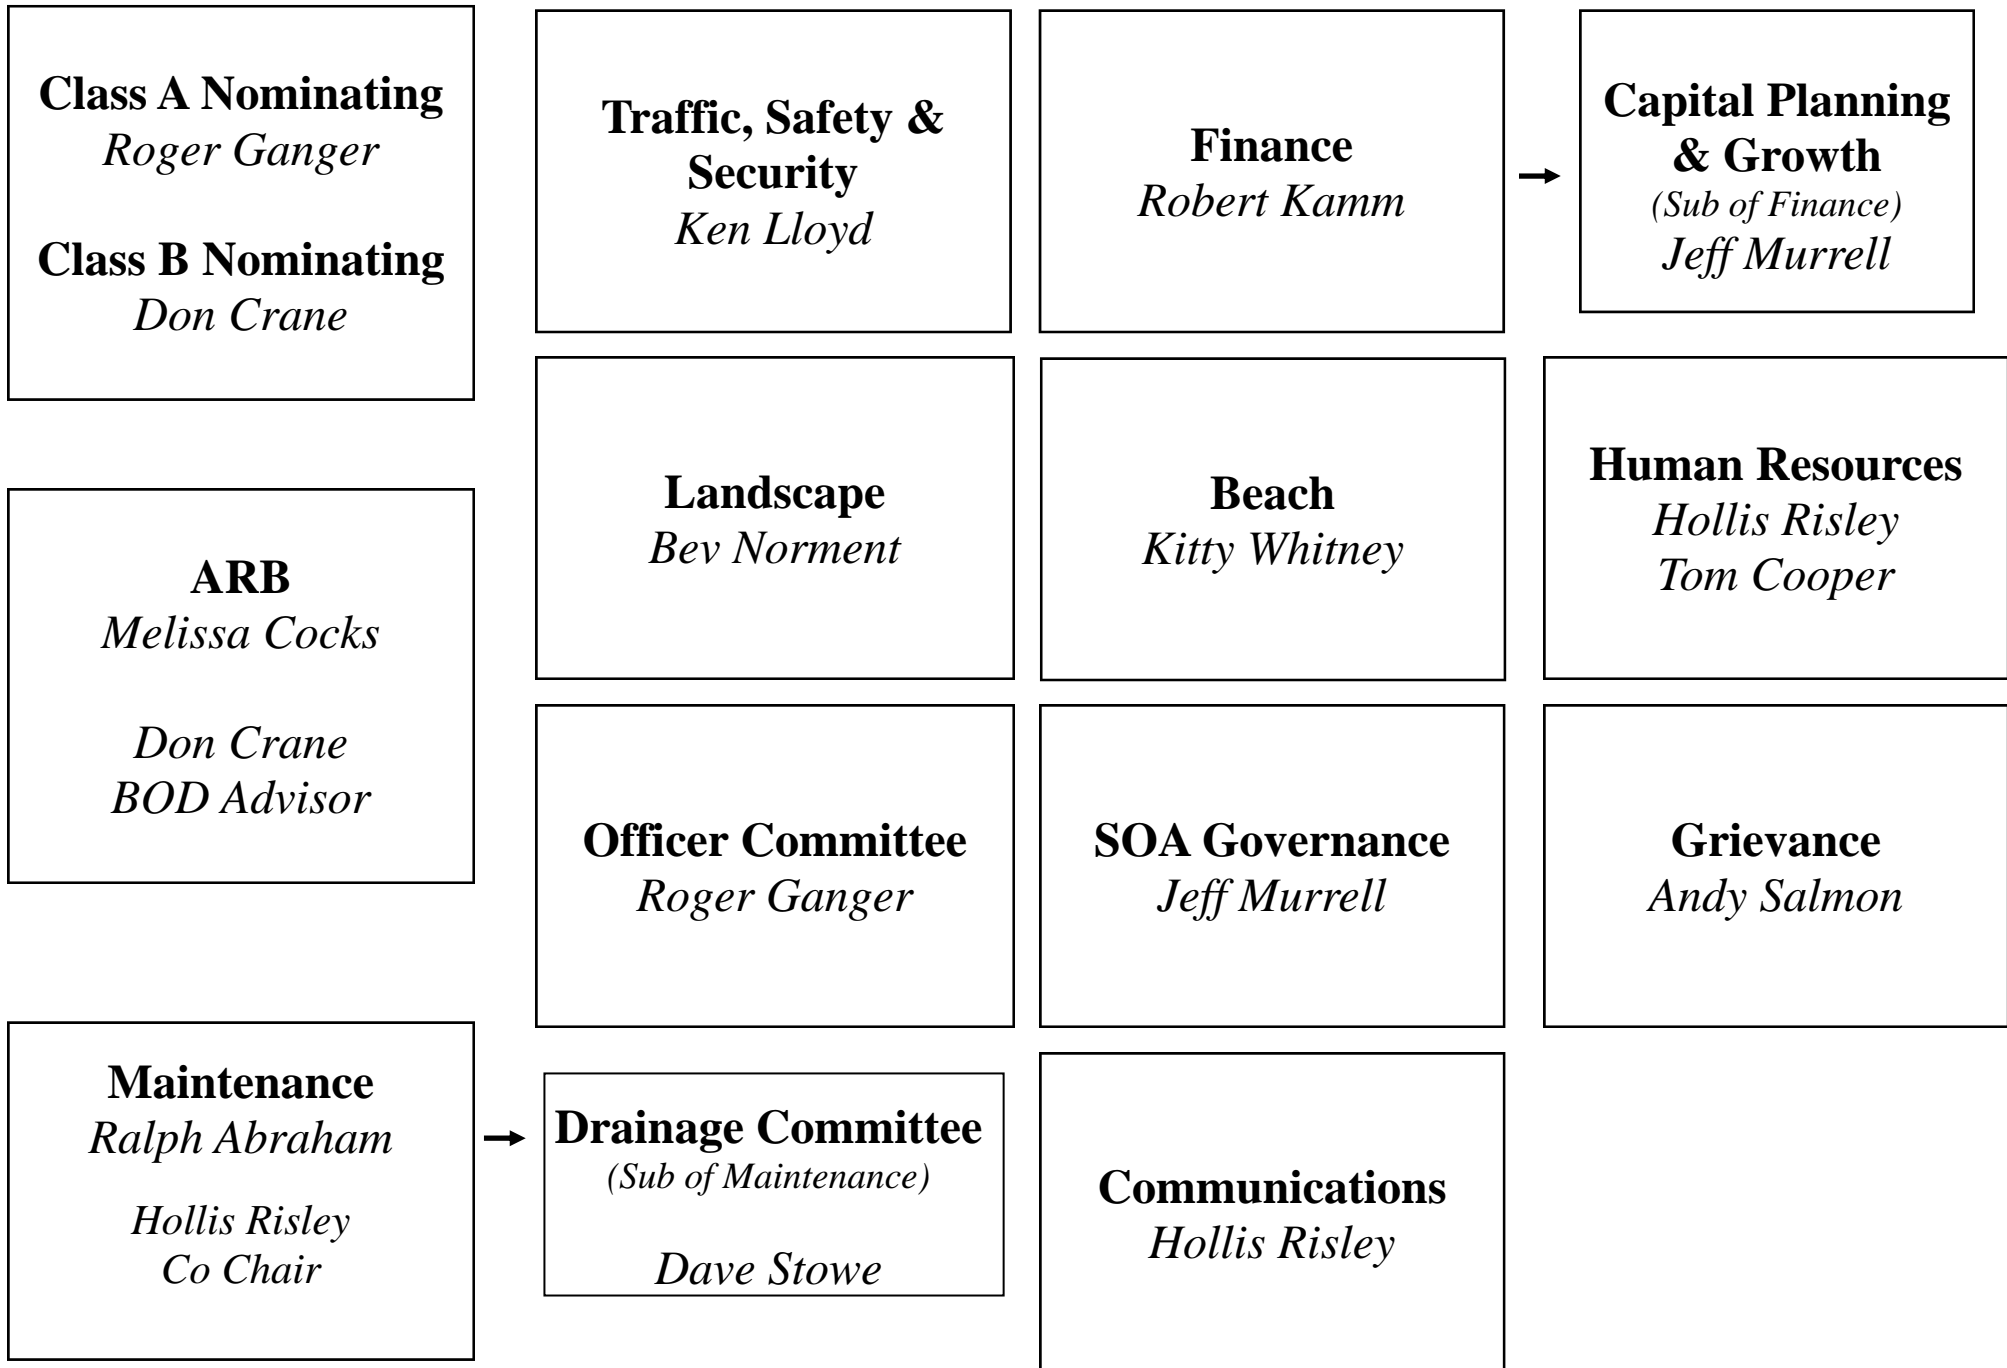 Class A Nominating
Roger Ganger
Class B Nominating
Don Crane
Traffic, Safety &
Security
Ken Lloyd
Finance
Robert Kamm
Capital Planning
& Growth
(Sub of Finance)
Jeff Murrell
Landscape
Bev Norment
Beach
Kitty Whitney
Human Resources
Hollis Risley
Tom Cooper
ARB
Melissa Cocks
Don Crane
BOD Advisor
Officer Committee
Roger Ganger
SOA Governance
Jeff Murrell
Grievance
Andy Salmon
Maintenance
Ralph Abraham
Hollis Risley
Co Chair
Drainage Committee
(Sub of Maintenance)
Dave Stowe
Communications
Hollis Risley